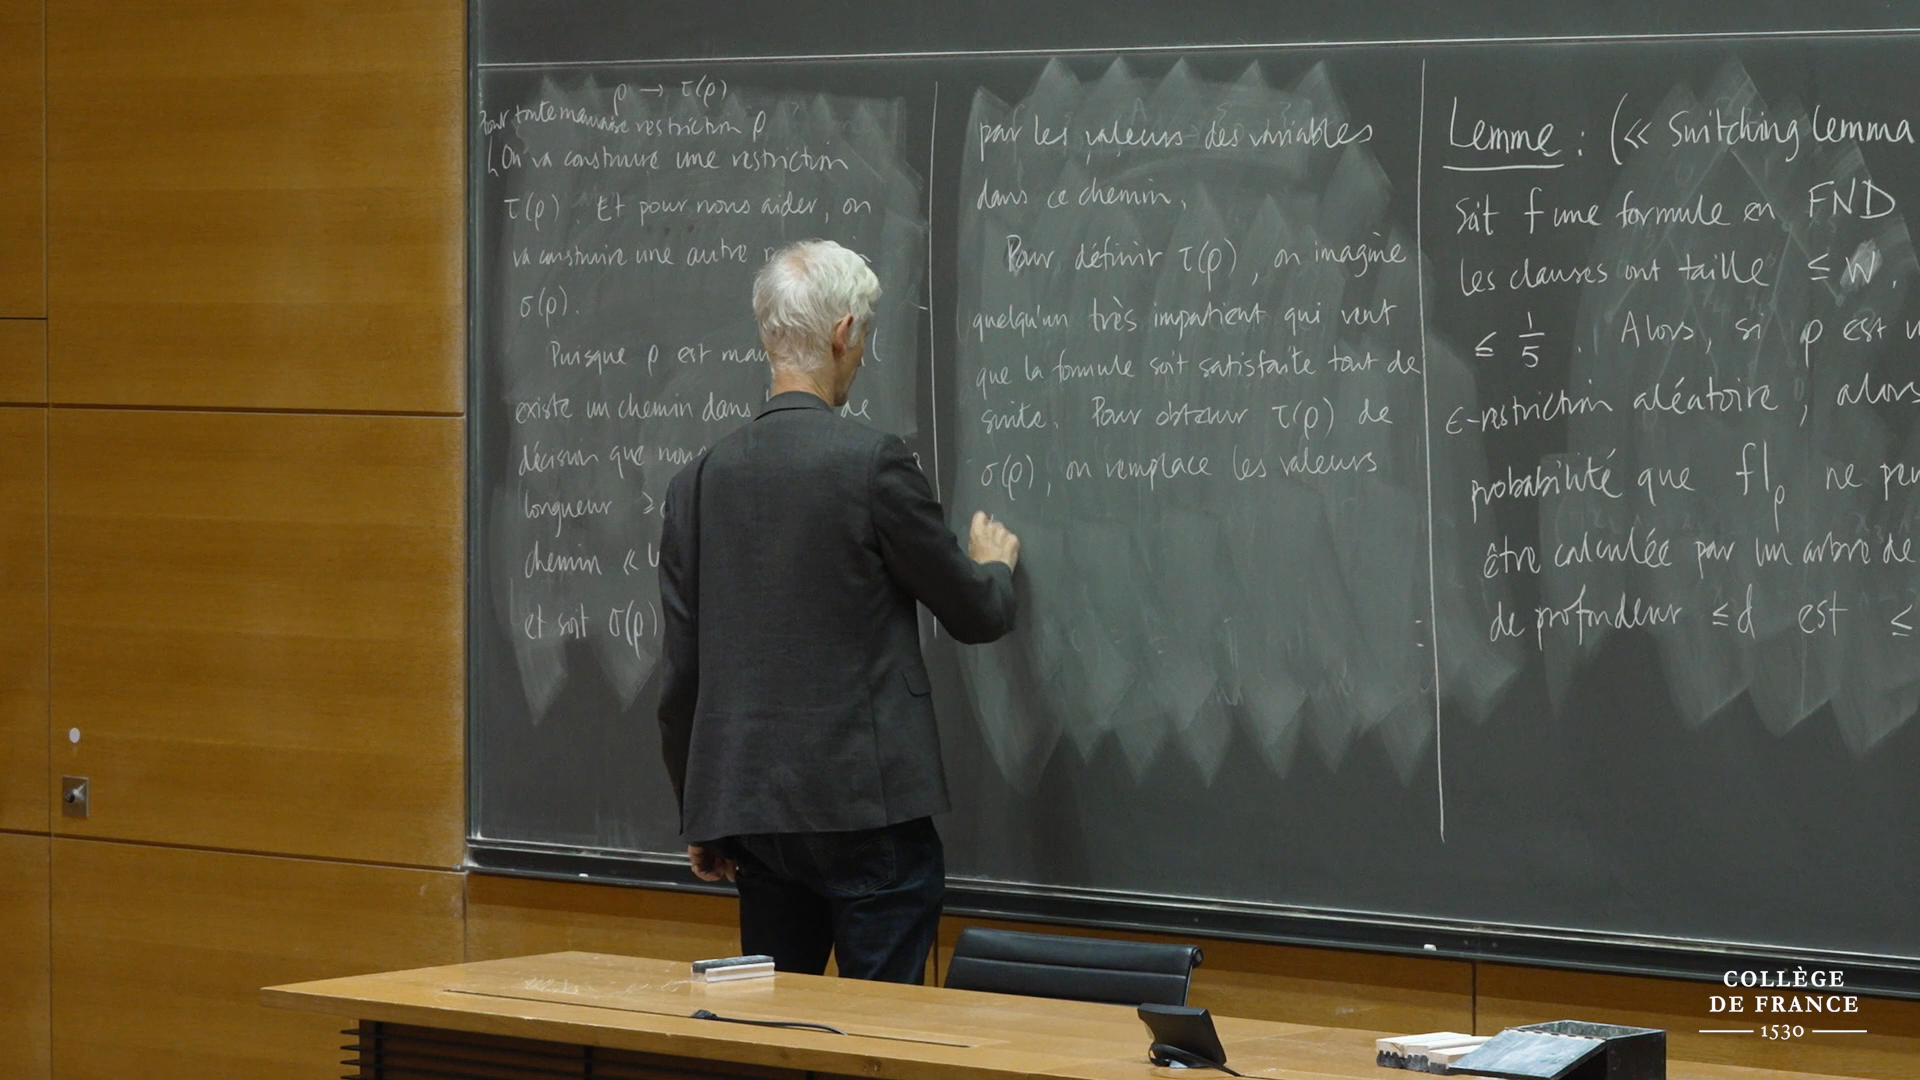 ρ → τ(ρ)
Pour toute mauvaise restriction ρ
On va construire une restriction
τ(ρ). Et pour nous aider, on
va construire une autre
σ(ρ).
Puisque ρ est mau
existe un chemin dans de
décision que nous
longueur ≥
chemin «
et soit σ(ρ)
par les valeurs des variables
dans ce chemin.
Pour définir τ(ρ), on imagine
quelqu'un très impatient qui veut
que la formule soit satisfaite tout de
suite. Pour obtenir τ(ρ) de
σ(ρ), on remplace les valeurs
Lemme : (« Switching lemma
Soit f une formule en FND
les clauses ont taille ≤ W,
≤ 1/5. Alors, si ρ est
ε-restriction aléatoire, alors
probabilité que f|ρ ne
être calculée par un arbre de
de profondeur ≤ d est ≤
COLLÈGE
DE FRANCE
1530